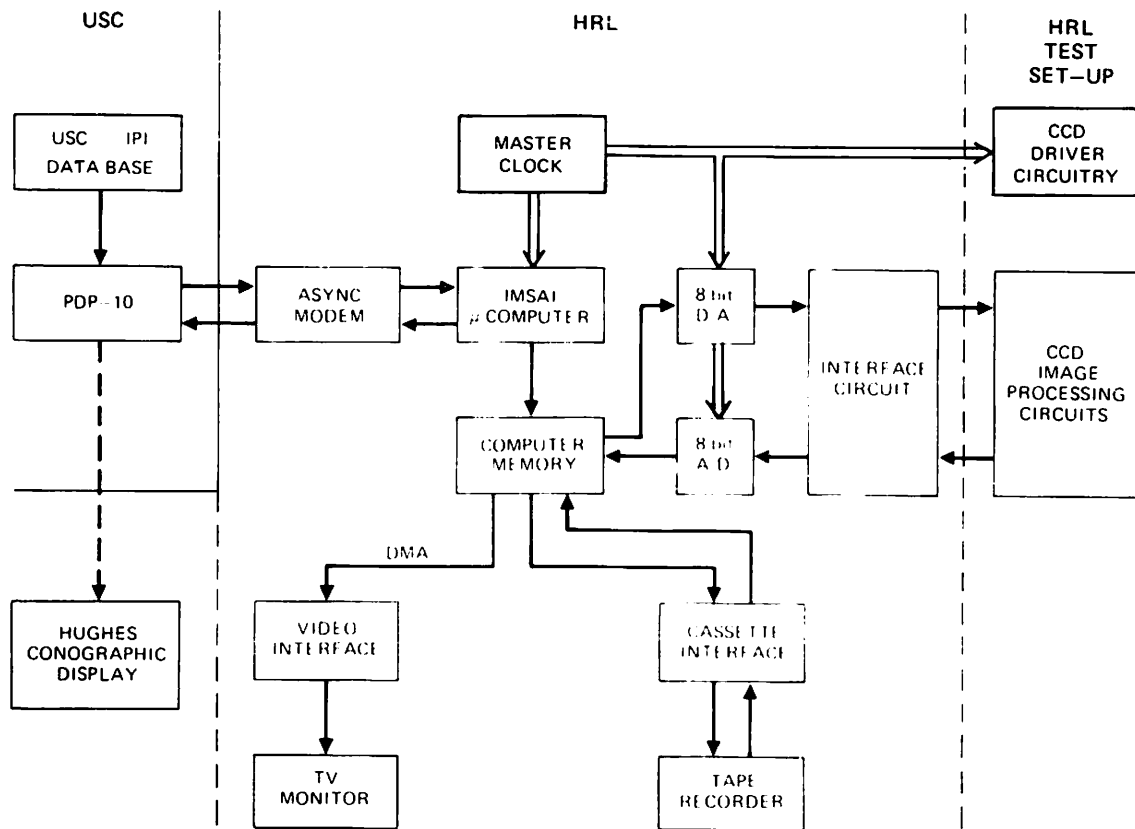 USC
HRL
HRL
TEST
SET-UP
USC IPI
DATA BASE
MASTER
CLOCK
CCD
DRIVER
CIRCUITRY
PDP-10
ASYNC
MODEM
IMSAI
μ COMPUTER
8 bit
D A
INTERFACE
CIRCUIT
CCD
IMAGE
PROCESSING
CIRCUITS
COMPUTER
MEMORY
8 bit
A D
DMA
HUGHES
CONOGRAPHIC
DISPLAY
VIDEO
INTERFACE
CASSETTE
INTERFACE
TV
MONITOR
TAPE
RECORDER